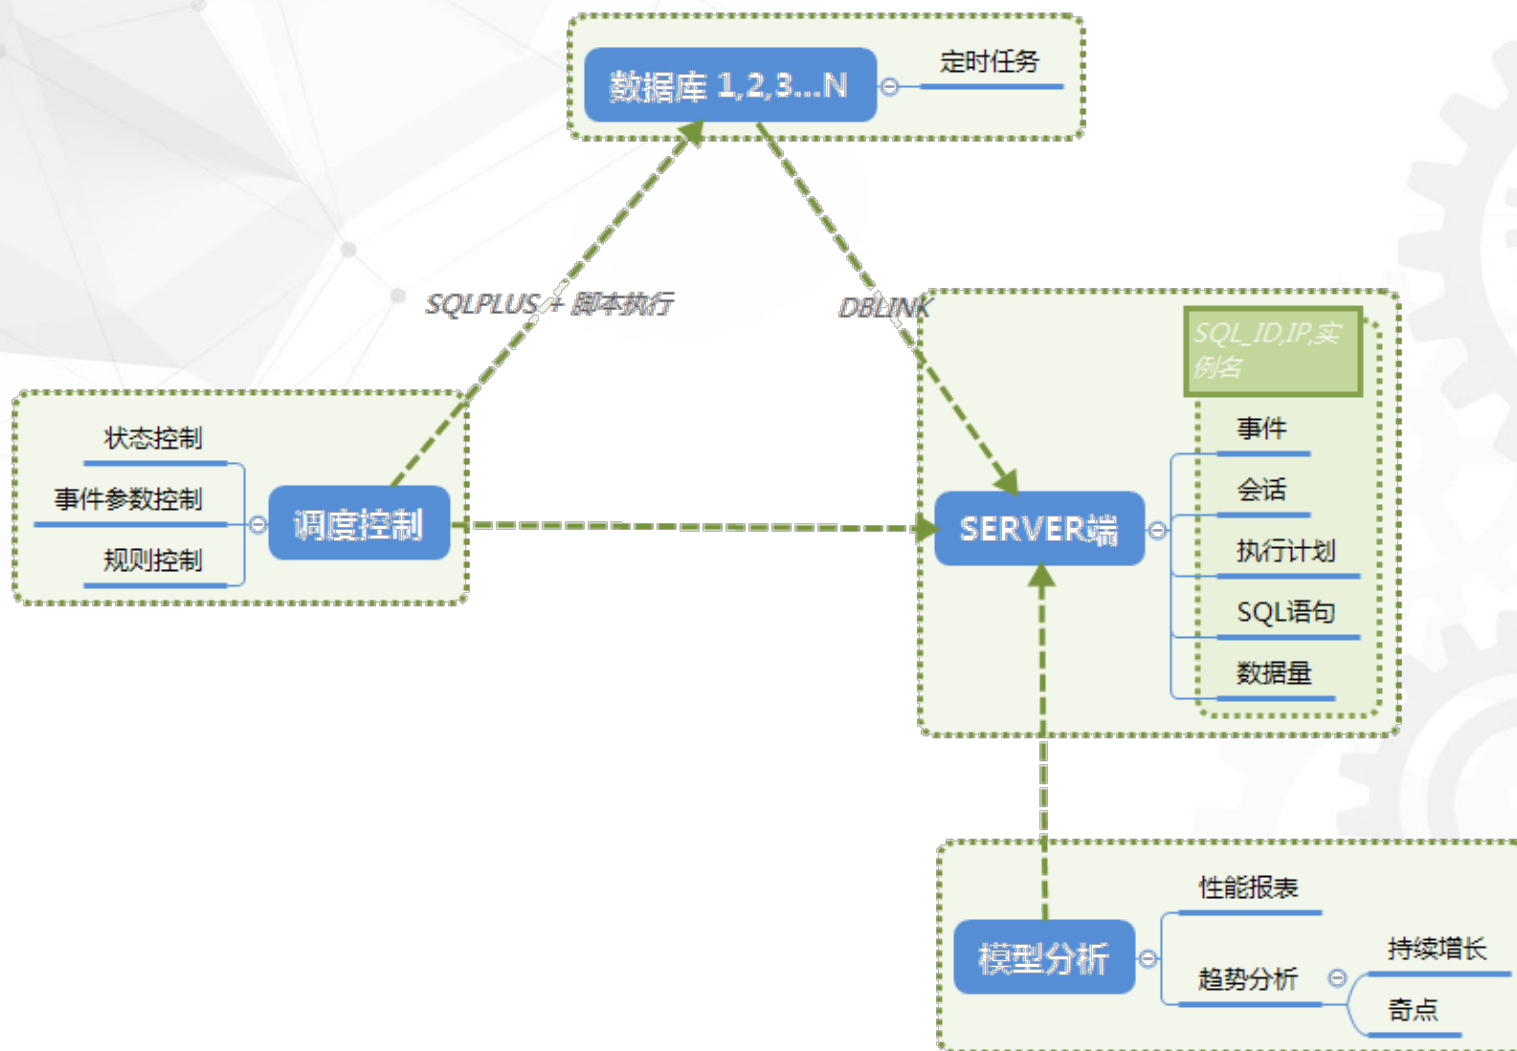 数据库 1,2,3...N
定时任务
SQLPLUS + 脚本执行
DBLINK
SQL_ID,IP,实
例名
状态控制
事件参数控制
规则控制
调度控制
SERVER端
事件
会话
执行计划
SQL语句
数据量
模型分析
性能报表
趋势分析
持续增长
奇点